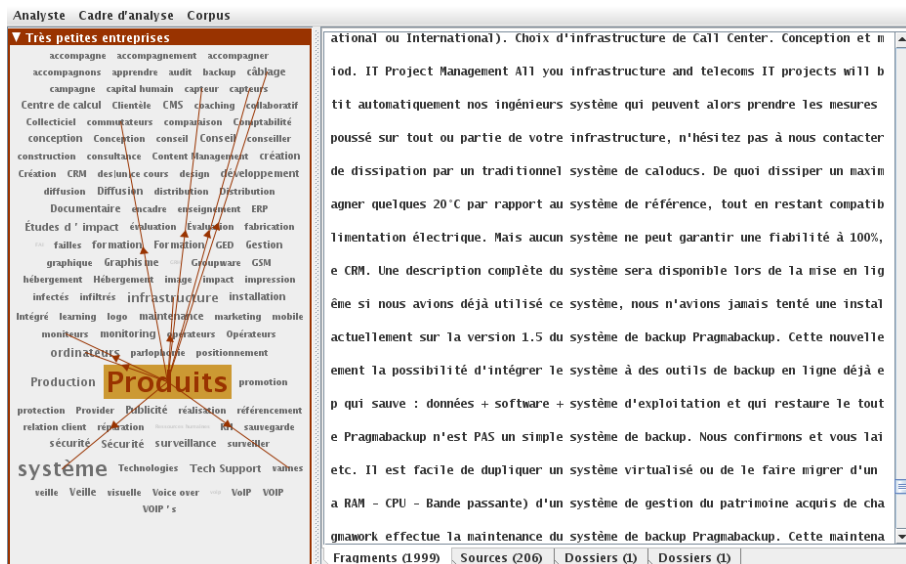 Analyste Cadre d'analyse Corpus
▼ Très petites entreprises
accompagne accompagnement accompagner
accompagnons apprendre audit backup câblage
campagne capital humain capteur capteurs
Centre de calcul Clientèle CMS coaching collaboratif
Collecticiel commutateurs comparaison Comptabilité
conception Conception conseil Conseil conseiller
construction consultance Content Management création
Création CRM des|un|ce cours design développement
diffusion Diffusion distribution Distribution
Documentaire encadre enseignement ERP
Études d ' impact évaluation Évaluation fabrication
failles formation Formation GED Gestion
graphique Graphisme Groupware GSM
hébergement Hébergement image impact impression
infectés infiltrés infrastructure installation
Intégré learning logo maintenance marketing mobile
moniteurs monitoring opérateurs Opérateurs
ordinateurs parlophonie positionnement
Production Produits promotion
protection Provider Publicité réalisation référencement
relation client réparation RH sauvegarde
sécurité Sécurité surveillance surveiller
système Technologies Tech Support vannes
veille Veille visuelle Voice over VoIP VOIP
VOIP ' s
ational ou International). Choix d'infrastructure de Call Center. Conception et m
iod. IT Project Management All you infrastructure and telecoms IT projects will b
tit automatiquement nos ingénieurs système qui peuvent alors prendre les mesures
poussé sur tout ou partie de votre infrastructure, n'hésitez pas à nous contacter
de dissipation par un traditionnel système de caloducs. De quoi dissiper un maxim
agner quelques 20°C par rapport au système de référence, tout en restant compatib
limentation électrique. Mais aucun système ne peut garantir une fiabilité à 100%,
e CRM. Une description complète du système sera disponible lors de la mise en lig
ême si nous avions déjà utilisé ce système, nous n'avions jamais tenté une instal
actuellement sur la version 1.5 du système de backup Pragmabackup. Cette nouvelle
ement la possibilité d'intégrer le système à des outils de backup en ligne déjà e
p qui sauve : données + software + système d'exploitation et qui restaure le tout
e Pragmabackup n'est PAS un simple système de backup. Nous confirmons et vous lai
etc. Il est facile de dupliquer un système virtualisé ou de le faire migrer d'un
a RAM - CPU - Bande passante) d'un système de gestion du patrimoine acquis de cha
gmawork effectue la maintenance du système de backup Pragmabackup. Cette maintena
Fragments (1999) Sources (206) Dossiers (1) Dossiers (1)